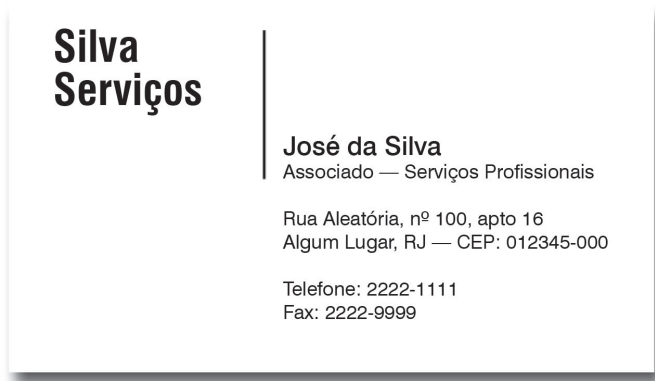 Silva
Serviços
José da Silva
Associado — Serviços Profissionais
Rua Aleatória, nº 100, apto 16
Algum Lugar, RJ — CEP: 012345-000
Telefone: 2222-1111
Fax: 2222-9999